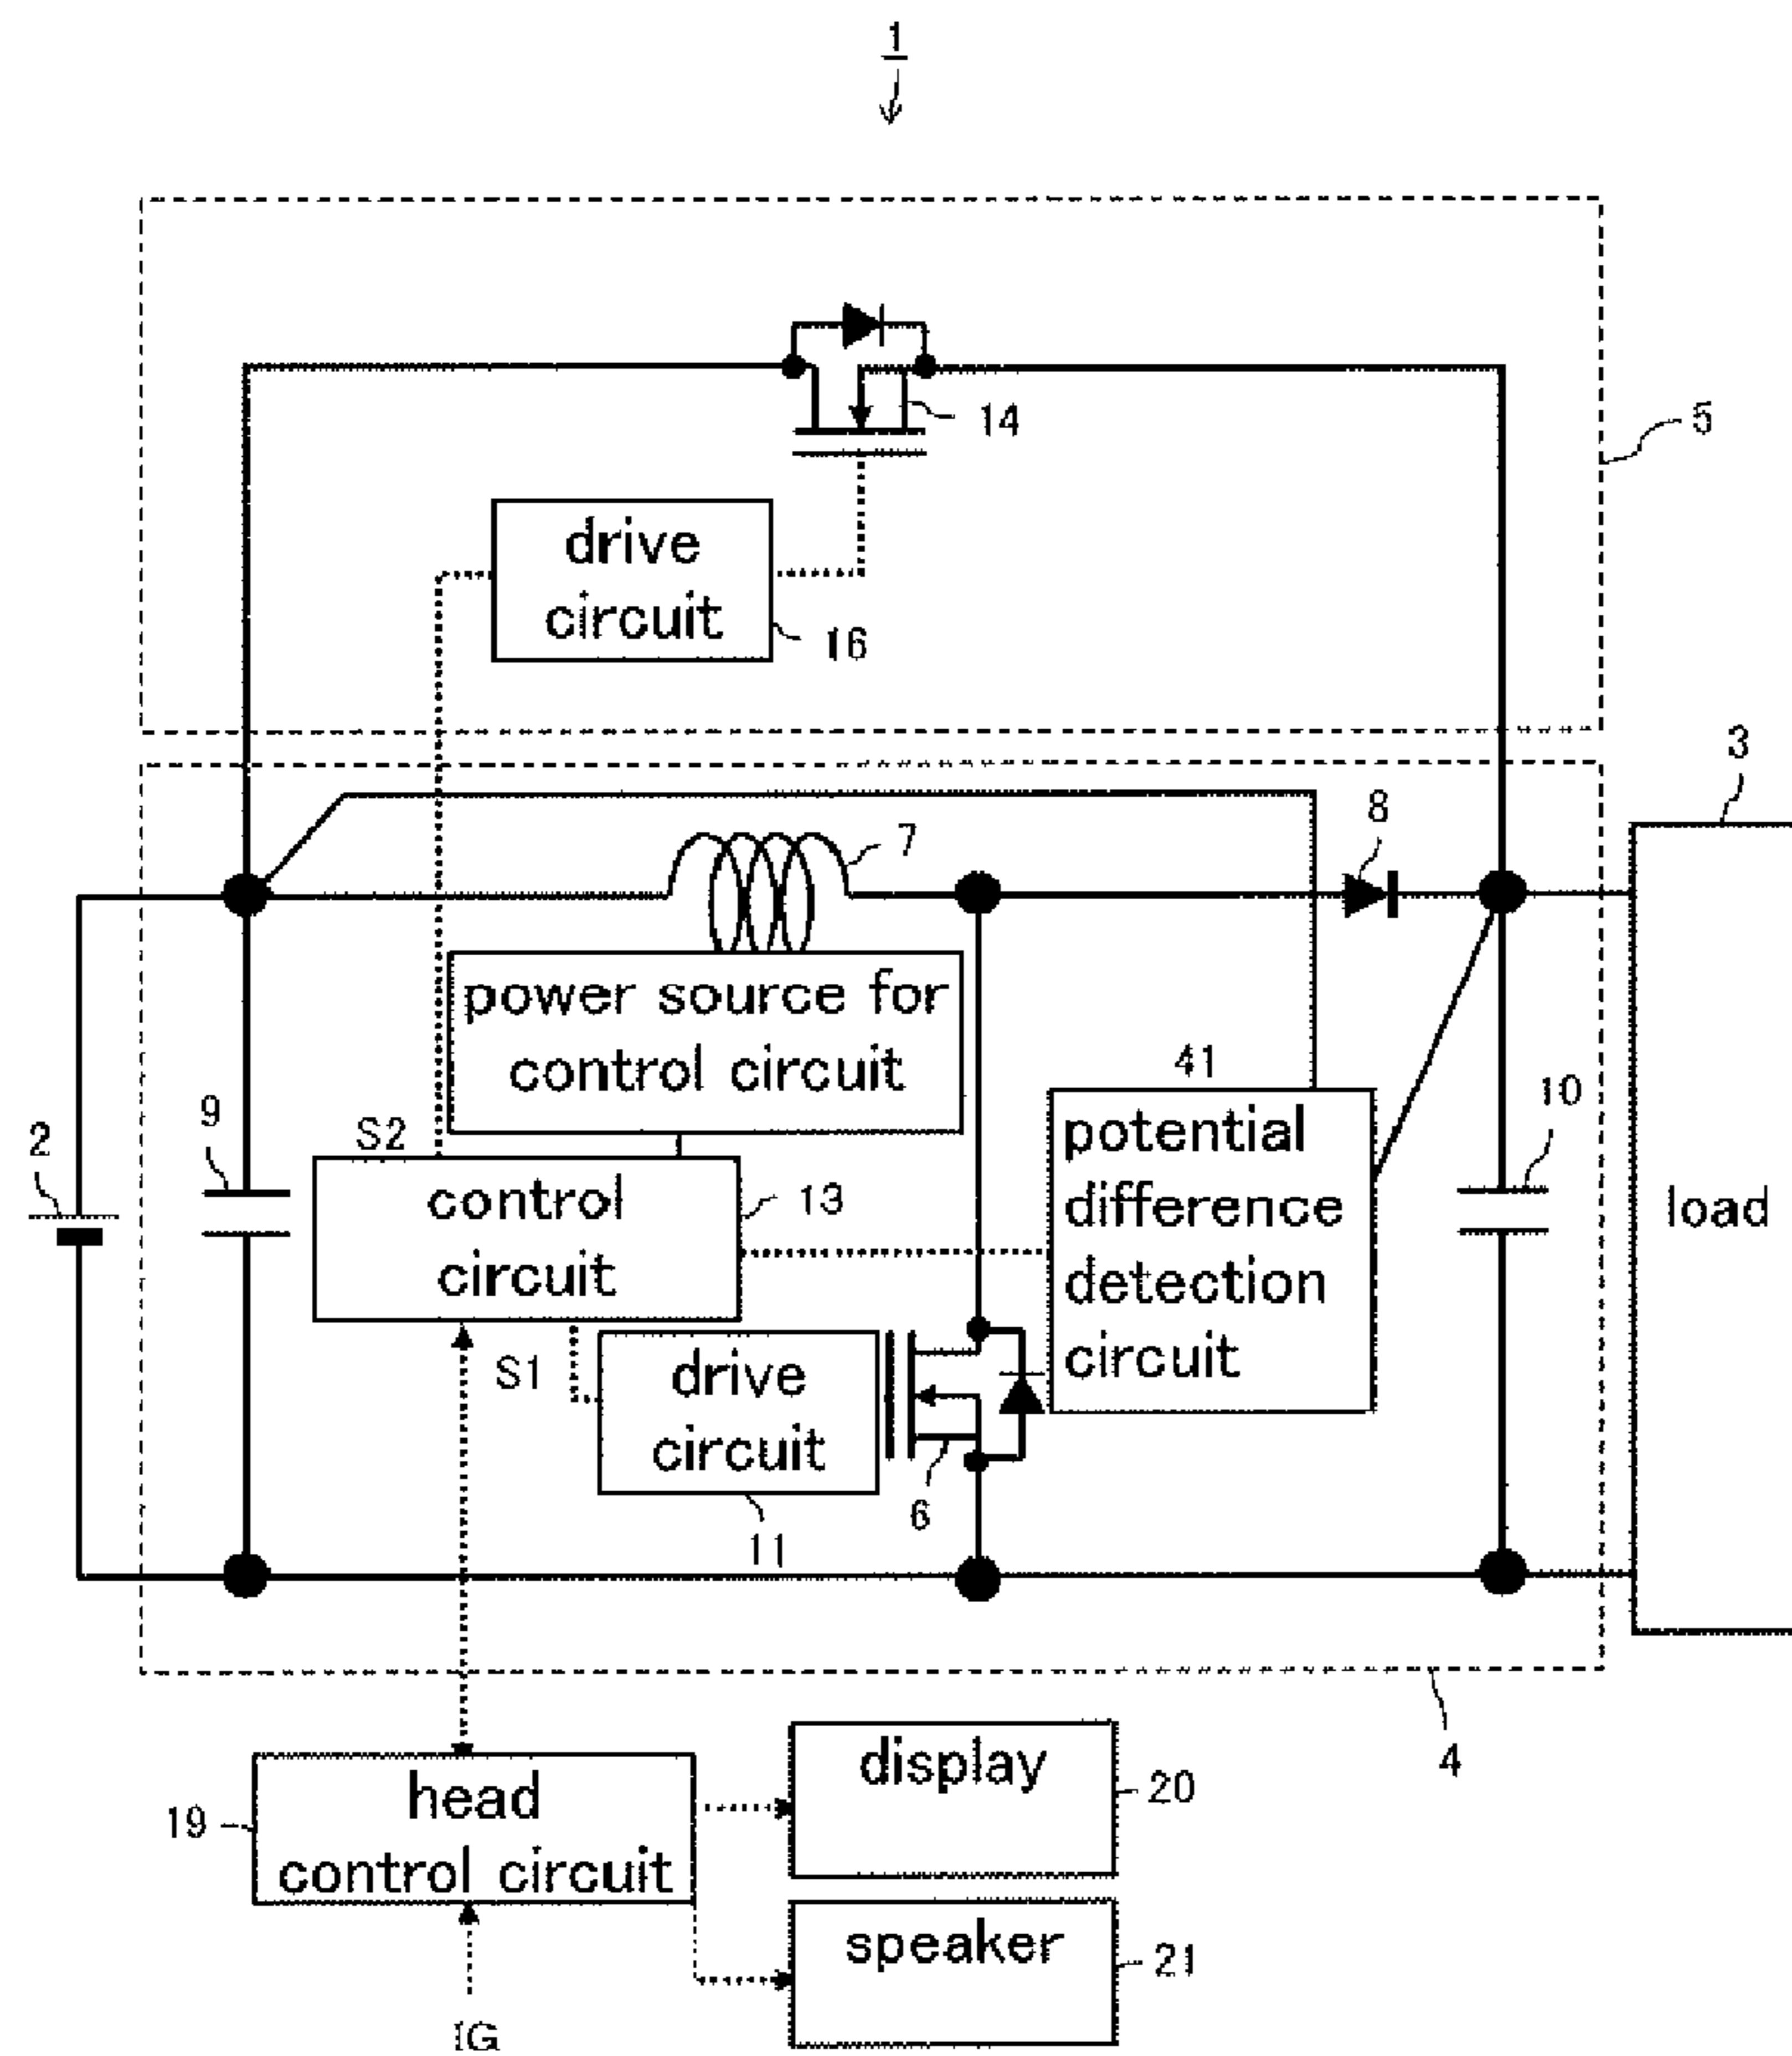 1
14
5
drive
circuit
16
3
8
7
power source for
control circuit
41
10
9
2
S2
potential
difference
detection
circuit
control
circuit
13
load
S1
drive
circuit
6
11
4
display
20
head
control circuit
19
speaker
21
IG